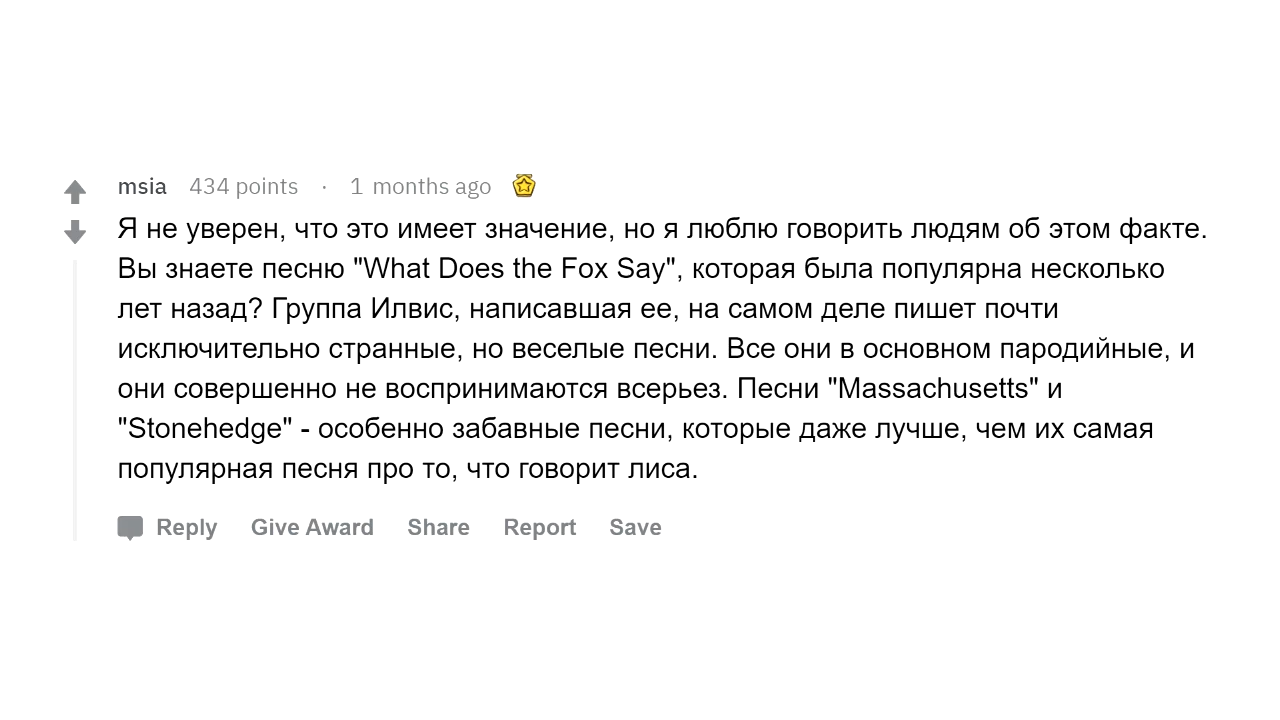 msia 434 points · 1 months ago
Я не уверен, что это имеет значение, но я люблю говорить людям об этом факте.
Вы знаете песню "What Does the Fox Say", которая была популярна несколько
лет назад? Группа Илвис, написавшая ее, на самом деле пишет почти
исключительно странные, но веселые песни. Все они в основном пародийные, и
они совершенно не воспринимаются всерьез. Песни "Massachusetts" и
"Stonehedge" - особенно забавные песни, которые даже лучше, чем их самая
популярная песня про то, что говорит лиса.
Reply Give Award Share Report Save